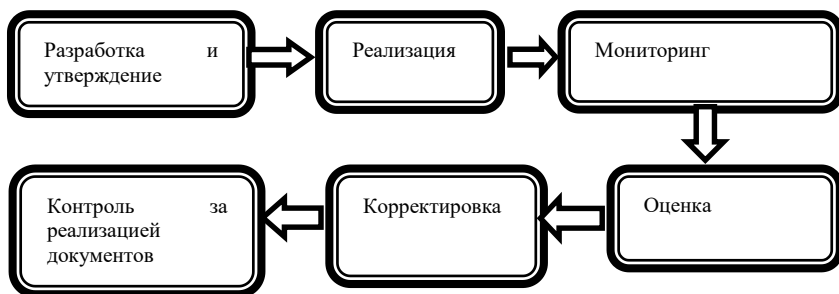 Разработка и
утверждение
Реализация
Мониторинг
Контроль за
реализацией
документов
Корректировка
Оценка